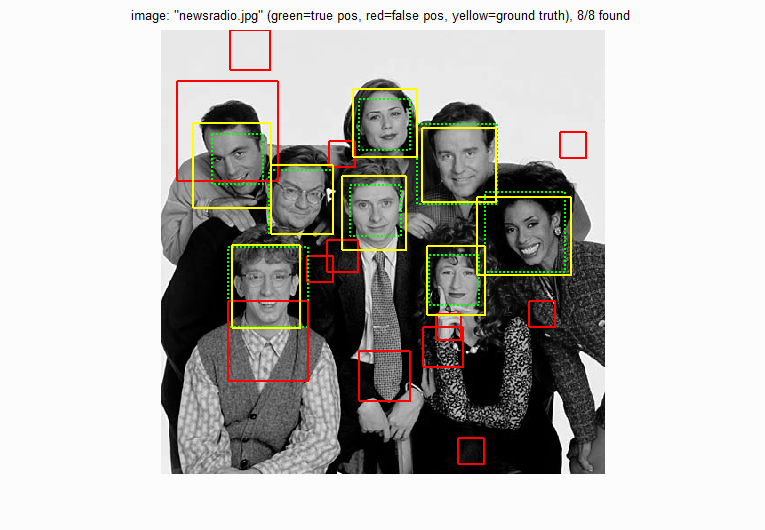 image: "newsradio.jpg" (green=true pos, red=false pos, yellow=ground truth), 8/8 found